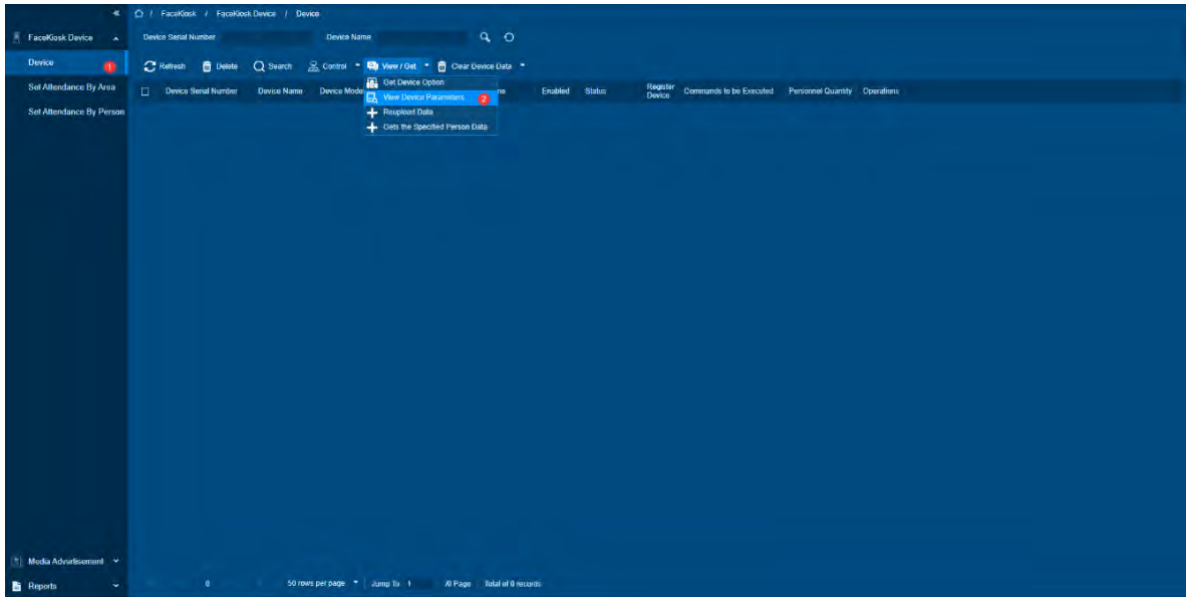 « / FaceKiosk / FaceKiosk Device / Device
FaceKiosk Device
Device Serial Number Device Name
Device 1
Refresh Delete Search Control View / Get Clear Device Data
Get Device Option
Set Attendance By Area
Device Serial Number Device Name Device Mode Enabled Status Register Device Commands to be Executed Personnel Quantity Operations
View Device Parameters 2
Set Attendance By Person
Reupload Data
Gets the Specified Person Data
Media Advertisement
0 50 rows per page Jump To 1 /0 Page Total of 0 records
Reports